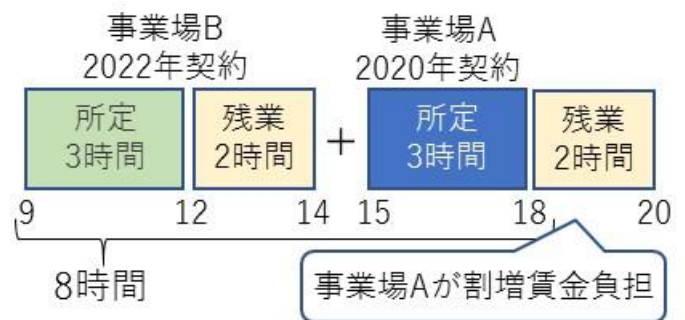 事業場B
2022年契約
事業場A
2020年契約
所定
3時間
残業
2時間
+
所定
3時間
残業
2時間
9
12
14
15
18
20
8時間
事業場Aが割増賃金負担